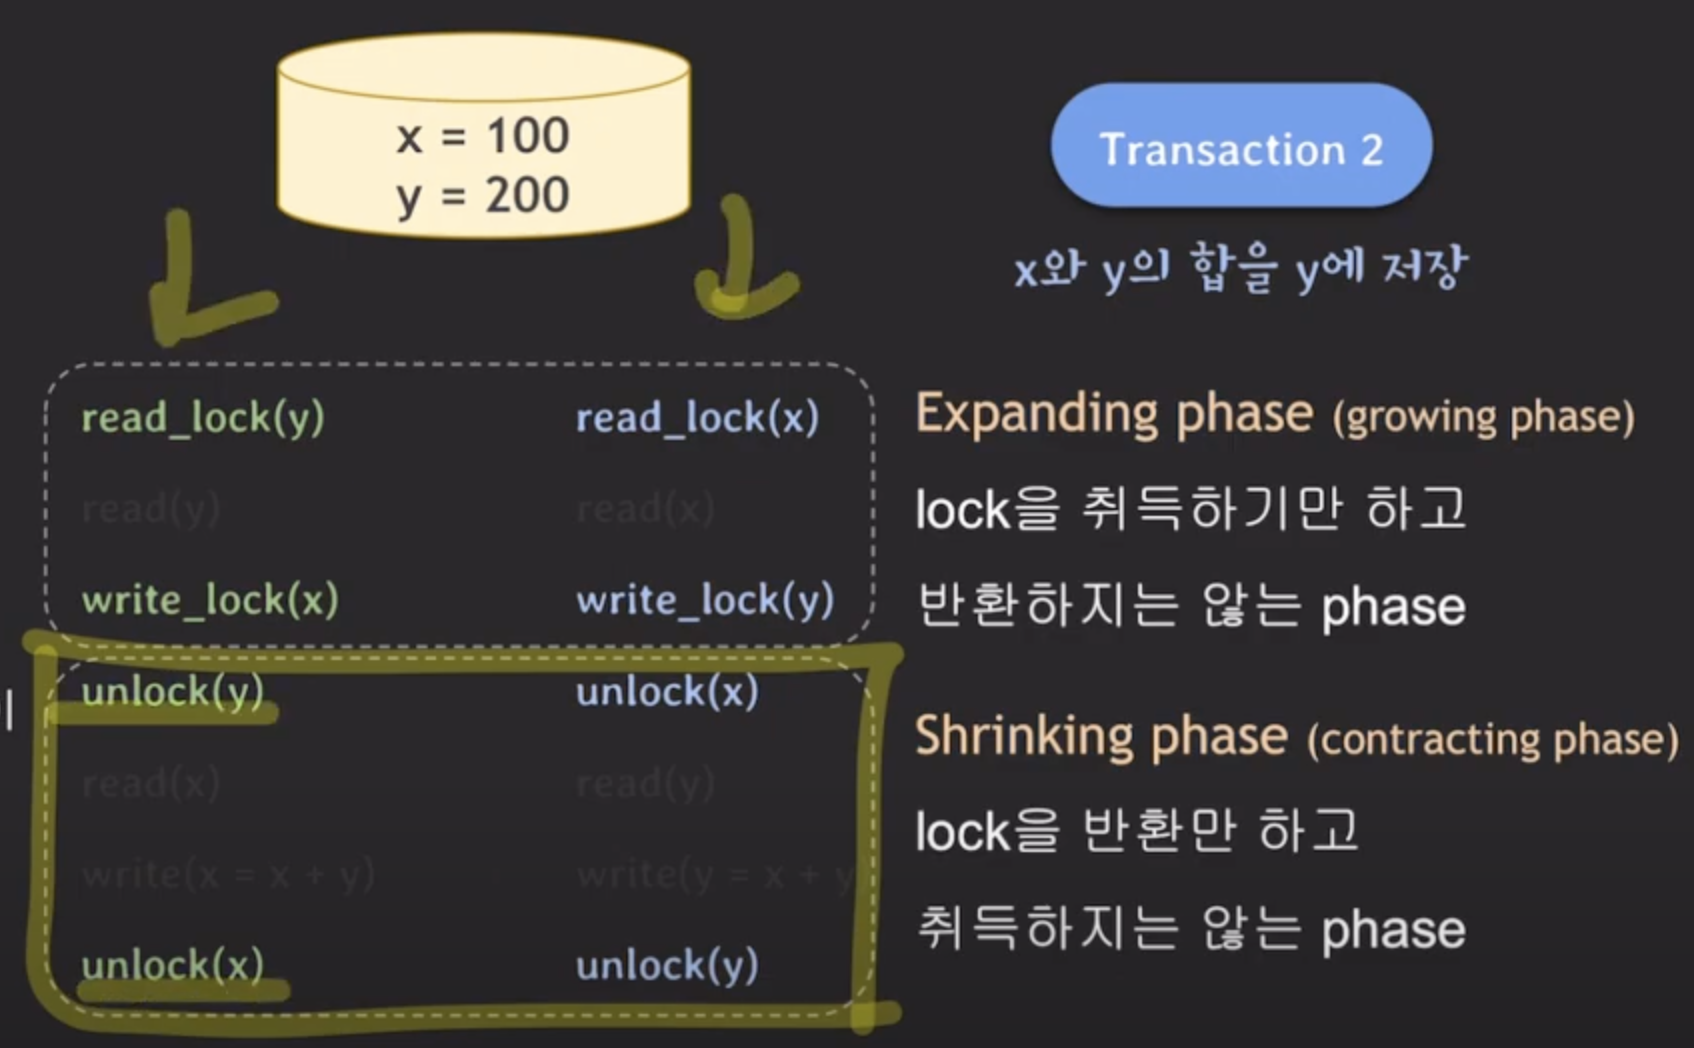 x = 100
y = 200
Transaction 2
x와 y의 합을 y에 저장
read_lock(y)
read_lock(x)
Expanding phase (growing phase)
read(y)
read(x)
lock을 취득하기만 하고
write_lock(x)
write_lock(y)
반환하지는 않는 phase
unlock(y)
unlock(x)
Shrinking phase (contracting phase)
read(x)
read(y)
lock을 반환만 하고
write(x = x + y)
write(y = x + y
취득하지는 않는 phase
unlock(x)
unlock(y)